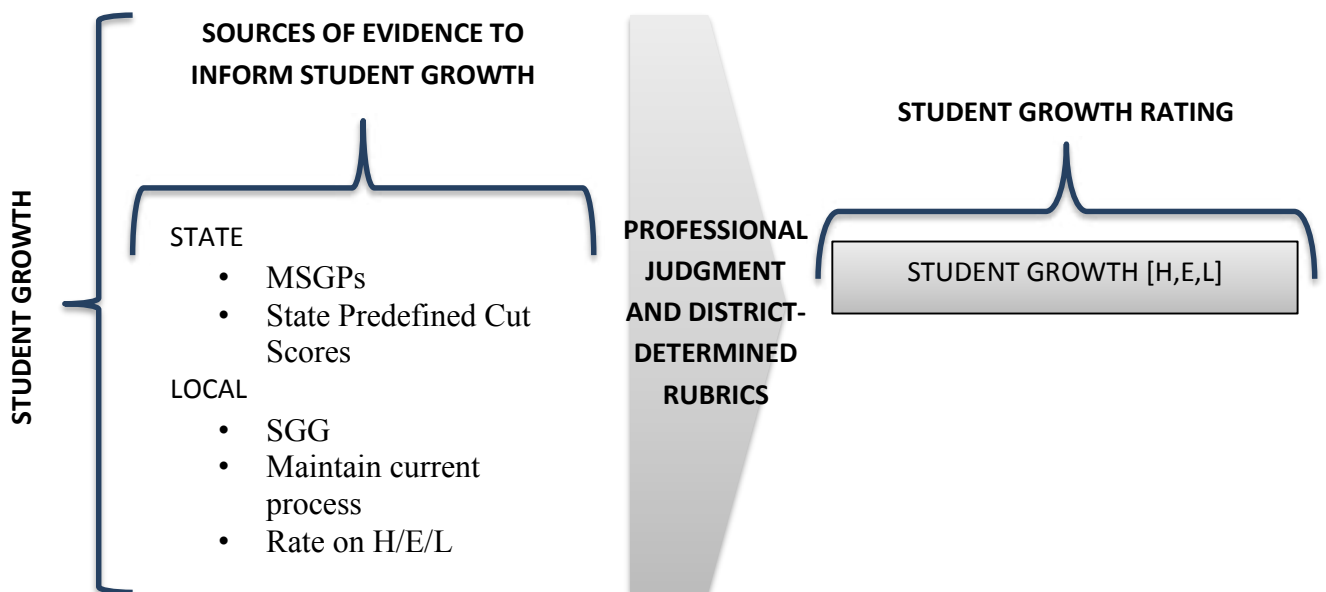 STUDENT GROWTH
SOURCES OF EVIDENCE TO
INFORM STUDENT GROWTH
STATE
• MSGPs
• State Predefined Cut
Scores
LOCAL
• SGG
• Maintain current
process
• Rate on H/E/L
PROFESSIONAL
JUDGMENT
AND DISTRICT-
DETERMINED
RUBRICS
STUDENT GROWTH RATING
STUDENT GROWTH [H,E,L]